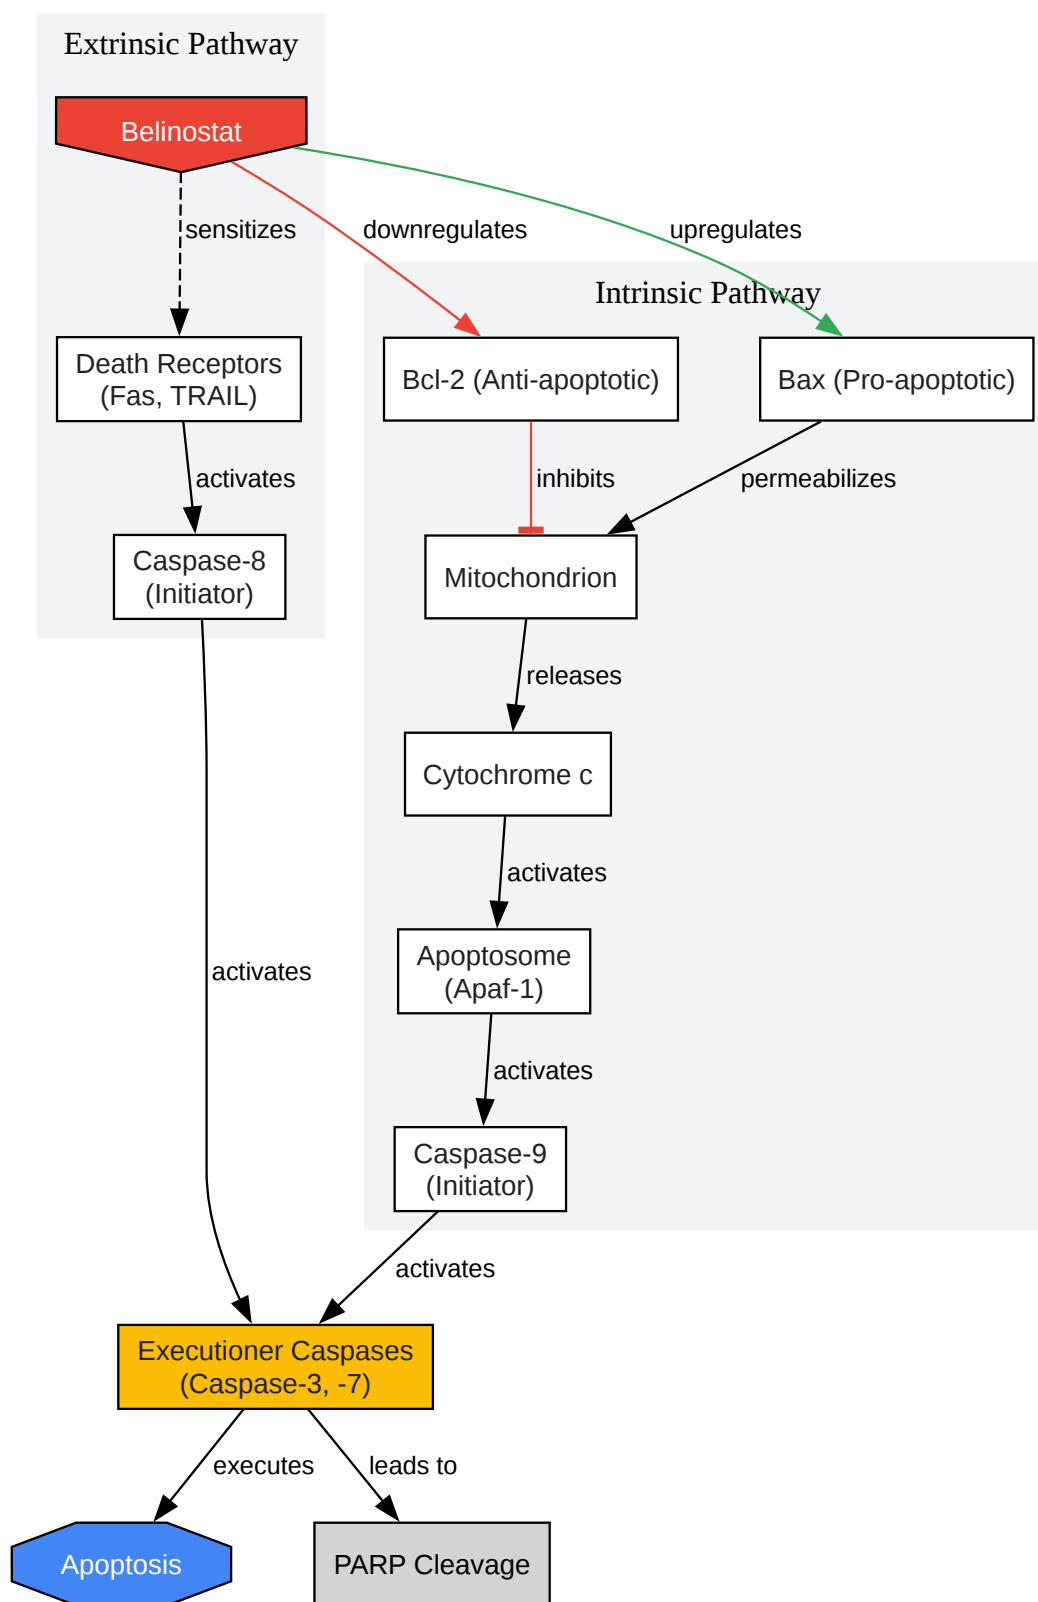 Extrinsic Pathway
Belinostat
sensitizes
downregulates
upregulates
Intrinsic Pathway
Death Receptors
(Fas, TRAIL)
Bcl-2 (Anti-apoptotic)
Bax (Pro-apoptotic)
activates
inhibits
permeabilizes
Caspase-8
(Initiator)
Mitochondrion
releases
Cytochrome c
activates
Apoptosome
(Apaf-1)
activates
activates
Caspase-9
(Initiator)
activates
Executioner Caspases
(Caspase-3, -7)
executes
leads to
Apoptosis
PARP Cleavage